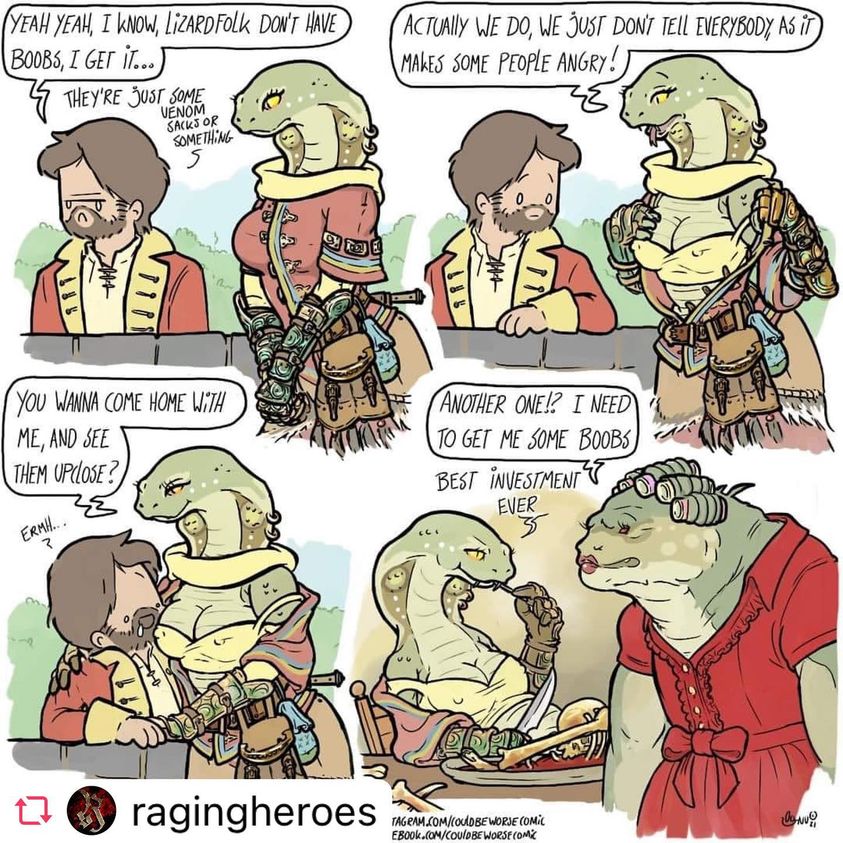 YEAH YEAH, I KNOW, LIZARDFOLK DON'T HAVE
BOOBS, I GET IT...
THEY'RE JUST SOME
VENOM
SACKS OR
SOMETHING
ACTUALLY WE DO, WE JUST DON'T TELL EVERYBODY, AS IT
MAKES SOME PEOPLE ANGRY!
YOU WANNA COME HOME WITH
ME, AND SEE
THEM UPCLOSE?
ERMH...
ANOTHER ONE!? I NEED
TO GET ME SOME BOOBS
BEST INVESTMENT
EVER
ragingheroes
TAGRAM.COM/COULDBEWORSECOMIC
EBOOK.COM/COULDBEWORSECOMIC